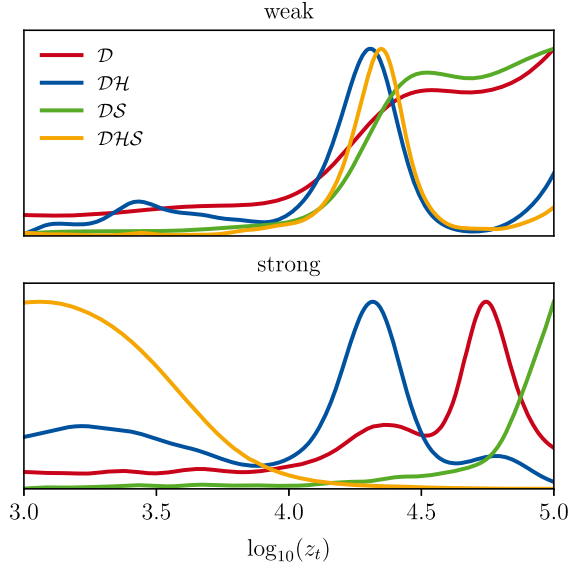 weak
𝒟
𝒟ℋ
𝒟𝒮
𝒟ℋ𝒮
strong
3.0 3.5 4.0 4.5 5.0
log₁₀(zₜ)